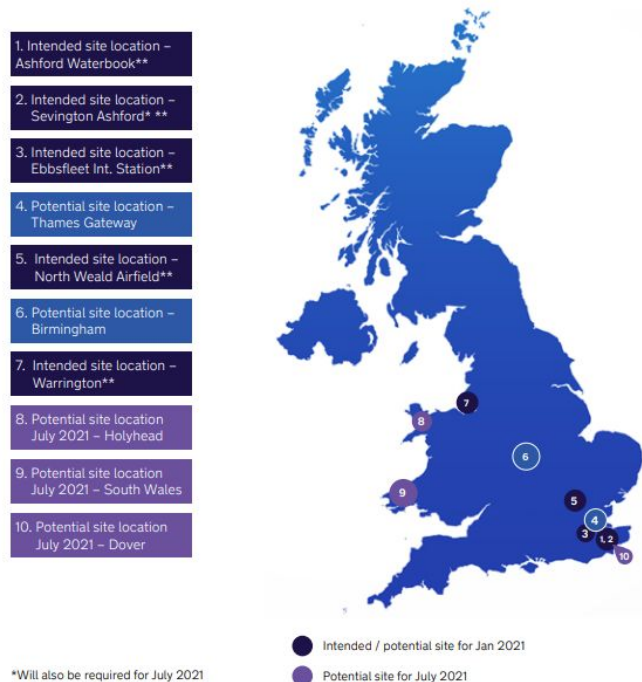 1. Intended site location –
Ashford Waterbook**
2. Intended site location –
Sevington Ashford* **
3. Intended site location –
Ebbsfleet Int. Station**
4. Potential site location –
Thames Gateway
5. Intended site location –
North Weald Airfield**
6. Potential site location –
Birmingham
7. Intended site location –
Warrington**
8. Potential site location
July 2021 – Holyhead
9. Potential site location
July 2021 – South Wales
10. Potential site location
July 2021 – Dover
7
8
6
9
5
4
3
1, 2
10
Intended / potential site for Jan 2021
*Will also be required for July 2021
Potential site for July 2021